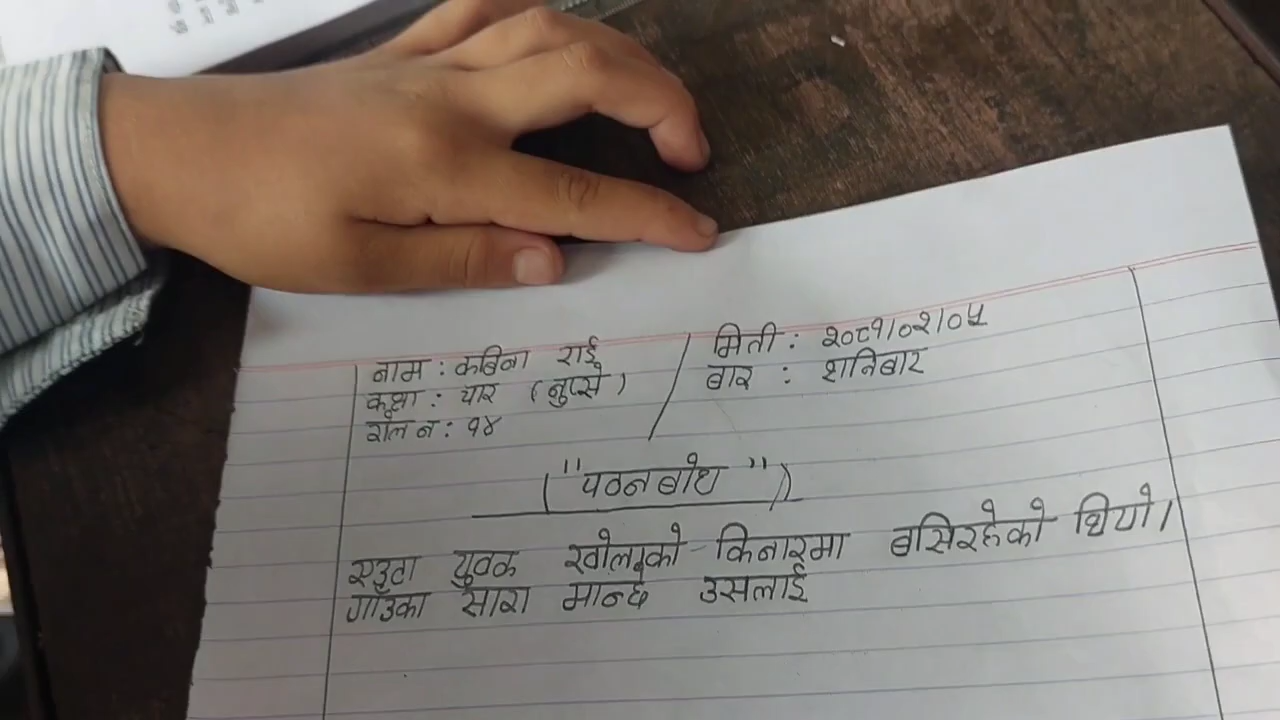 नाम : कबिना राई
कक्षा : चार (नुप्से)
रोल न : १४
मिती : २०८१/०२/०५
बार : शनिबार
("पठनबोध")
एउटा युवक खोलाको किनारमा बसिरहेको थियो।
गाउँका सारा मान्छे उसलाई